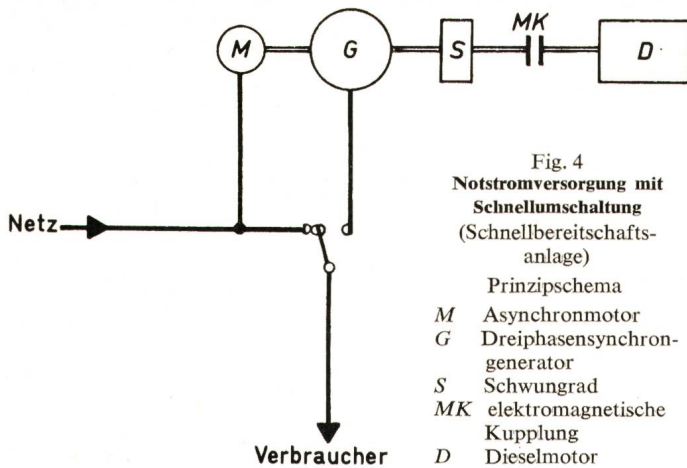 M
G
S
MK
D
Netz
Verbraucher
Fig. 4
Notstromversorgung mit
Schnellumschaltung
(Schnellbereitschafts-
anlage)
Prinzipschema
M Asynchronmotor
G Dreiphasensynchron-
generator
S Schwungrad
MK elektromagnetische
Kupplung
D Dieselmotor